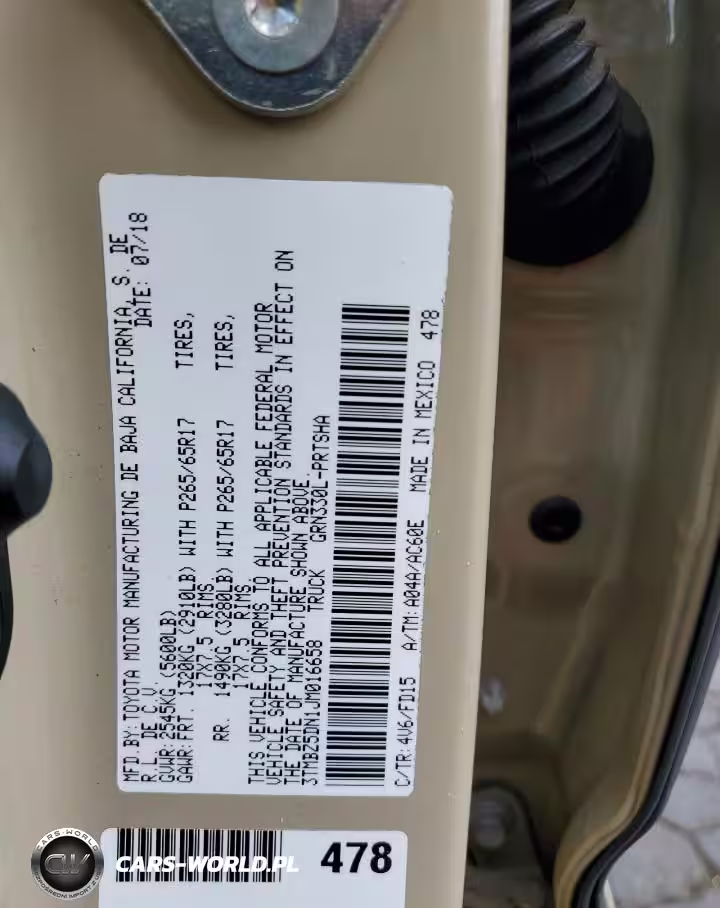 MFD.BY:TOYOTA MOTOR MANUFACTURING DE BAJA CALIFORNIA, S. DE
R.L. DE C.V. DATE: 07/18
GVWR:2545KG (5600LB)
GAWR:FRT. 1320KG (2910LB) WITH P265/65R17 TIRES,
17X7.5 RIMS,
RR. 1490KG (3280LB) WITH P265/65R17 TIRES,
17X7.5 RIMS.
THIS VEHICLE CONFORMS TO ALL APPLICABLE FEDERAL MOTOR
VEHICLE SAFETY AND THEFT PREVENTION STANDARDS IN EFFECT ON
THE DATE OF MANUFACTURE SHOWN ABOVE.
3TMBZ5DN1JM016658 TRUCK GRN330L-PRTSHA
C/TR:4V6/FD15 A/TM:A04A/AC60E MADE IN MEXICO 478
478
CARS-WORLD
CW
CARS-WORLD.PL